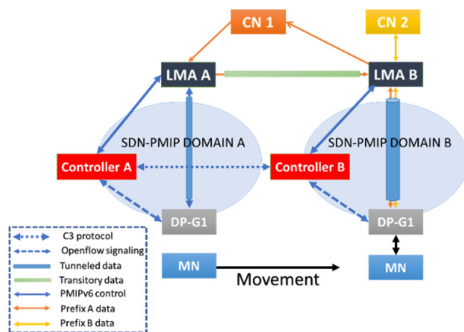 CN 1
CN 2
LMA A
LMA B
SDN-PMIP DOMAIN A
SDN-PMIP DOMAIN B
Controller A
Controller B
DP-G1
DP-G1
MN
MN
Movement
C3 protocol
Openflow signaling
Tunneled data
Transitory data
PMIPv6 control
Prefix A data
Prefix B data